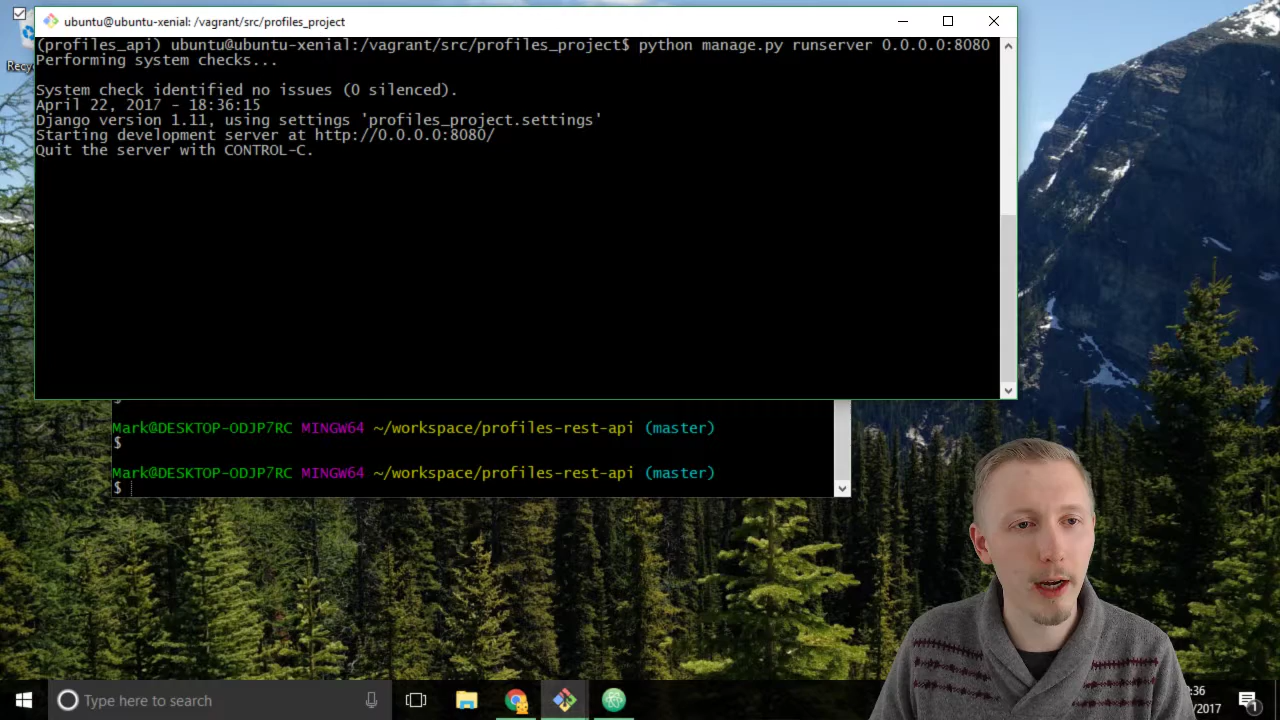 ubuntu@ubuntu-xenial: /vagrant/src/profiles_project
(profiles_api) ubuntu@ubuntu-xenial:/vagrant/src/profiles_project$ python manage.py runserver 0.0.0.0:8080
Performing system checks...
System check identified no issues (0 silenced).
April 22, 2017 - 18:36:15
Django version 1.11, using settings 'profiles_project.settings'
Starting development server at http://0.0.0.0:8080/
Quit the server with CONTROL-C.
Mark@DESKTOP-ODJP7RC MINGW64 ~/workspace/profiles-rest-api (master)
$
Mark@DESKTOP-ODJP7RC MINGW64 ~/workspace/profiles-rest-api (master)
$
Type here to search
:36
/2017
1